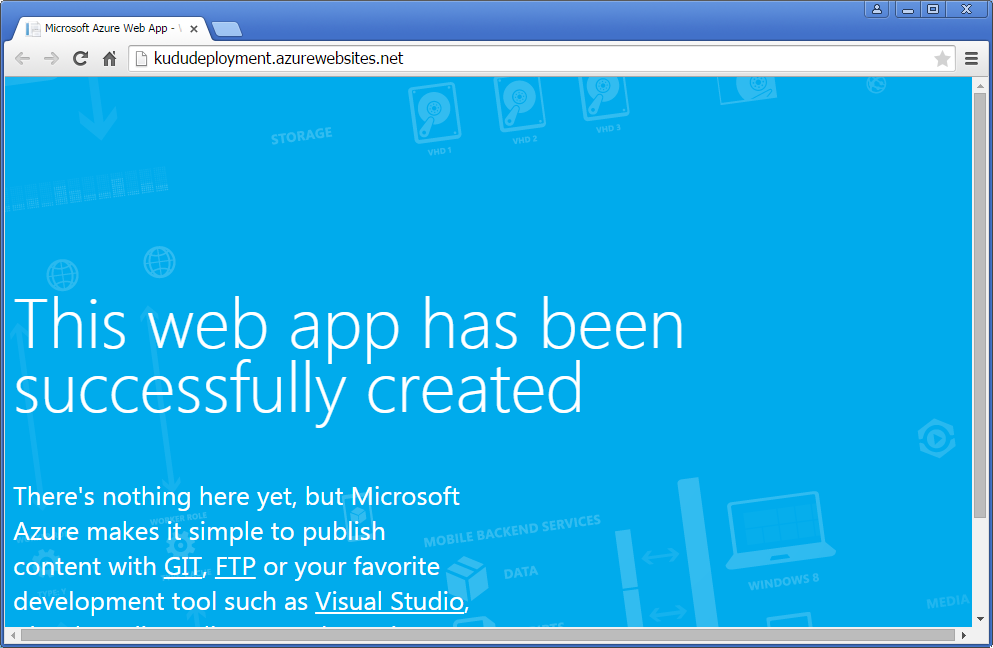 Microsoft Azure Web App -
kududeployment.azurewebsites.net
STORAGE
VHD 1
VHD 2
VHD 3
This web app has been
successfully created
There's nothing here yet, but Microsoft
Azure makes it simple to publish
content with GIT, FTP or your favorite
development tool such as Visual Studio,
WORKER ROLE
MOBILE BACKEND SERVICES
DATA
WINDOWS 8
MEDIA